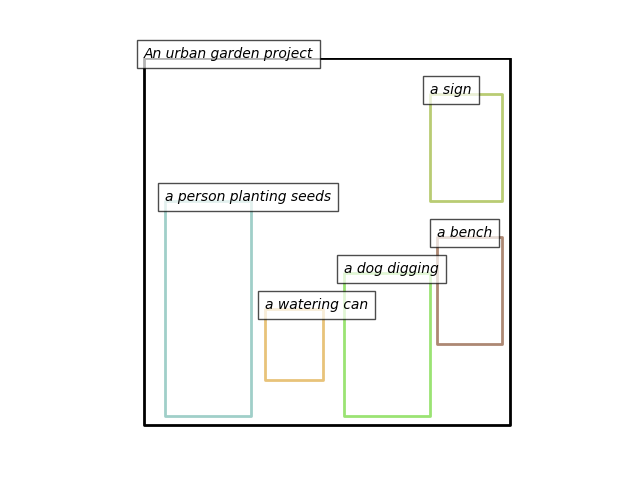 An urban garden project
a sign
a person planting seeds
a bench
a dog digging
a watering can